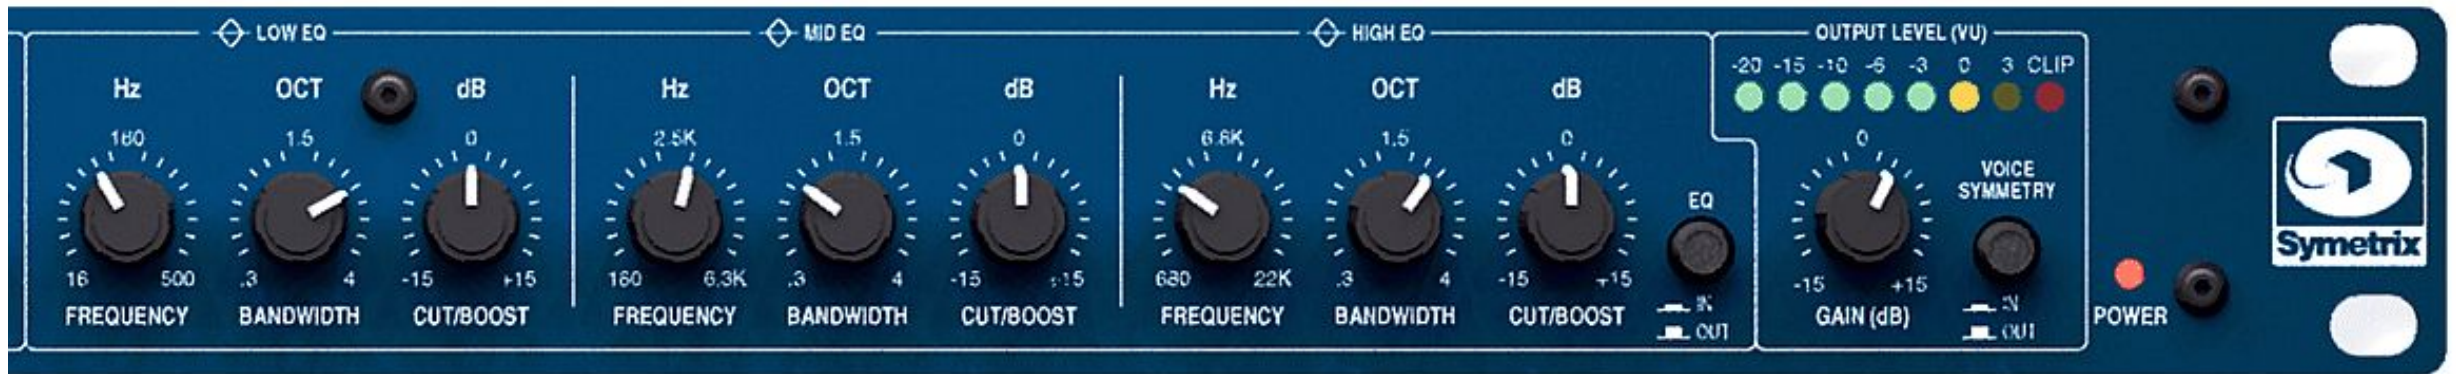 LOW EQ
Hz
OCT
dB
160
1.5
0
16
500
.3
4
-15
+15
FREQUENCY
BANDWIDTH
CUT/BOOST
MID EQ
Hz
OCT
dB
2.5K
1.5
0
160
6.3K
.3
4
-15
+15
FREQUENCY
BANDWIDTH
CUT/BOOST
HIGH EQ
Hz
OCT
dB
6.8K
1.5
0
680
22K
.3
4
-15
+15
FREQUENCY
BANDWIDTH
CUT/BOOST
EQ
IN
OUT
OUTPUT LEVEL (VU)
-20 -15 -10 -6 -3 0 3 CLIP
0
-15
+15
GAIN (dB)
VOICE
SYMMETRY
IN
OUT
POWER
Symetrix